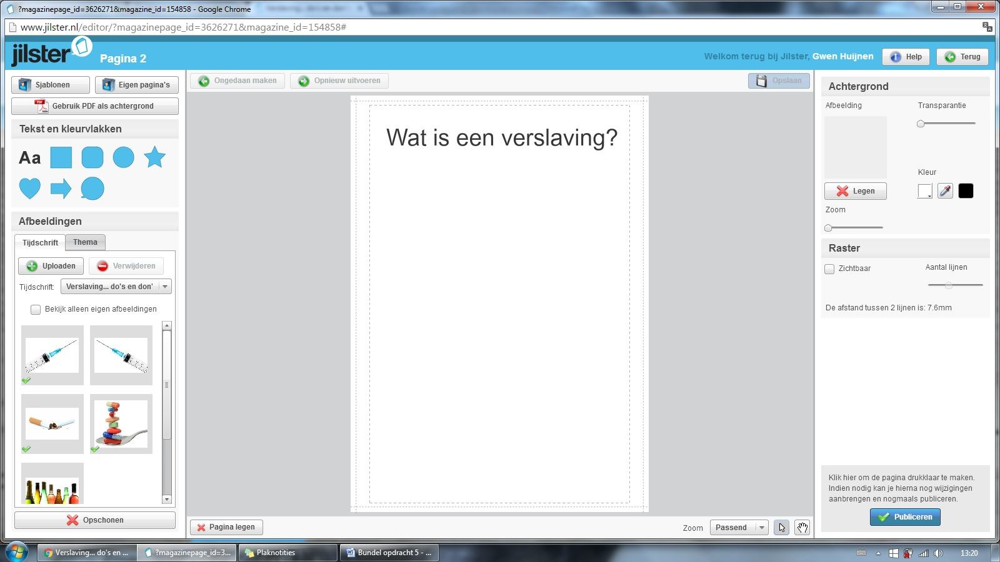 ?magazinepage_id=3626271&magazine_id=154858 - Google Chrome
www.jilster.nl/editor/?magazinepage_id=3626271&magazine_id=154858#
jilster
Pagina 2
Welkom terug bij Jilster, Gwen Huijnen
Help
Terug
Sjablonen
Eigen pagina's
Gebruik PDF als achtergrond
Tekst en kleurvlakken
Aa
Afbeeldingen
Tijdschrift
Thema
Uploaden
Verwijderen
Tijdschrift:
Verslaving... do's en don'
Bekijk alleen eigen afbeeldingen
Opschonen
Ongedaan maken
Opnieuw uitvoeren
Opslaan
Wat is een verslaving?
Pagina legen
Zoom
Passend
Achtergrond
Afbeelding
Transparantie
Kleur
Legen
Zoom
Raster
Zichtbaar
Aantal lijnen
De afstand tussen 2 lijnen is: 7.6mm
Klik hier om de pagina drukklaar te maken.
Indien nodig kan je hierna nog wijzigingen
aanbrengen en nogmaals publiceren.
Publiceren
Verslaving... do's en ...
?magazinepage_id=3...
Plaknotities
Bundel opdracht 5 - ...
13:20